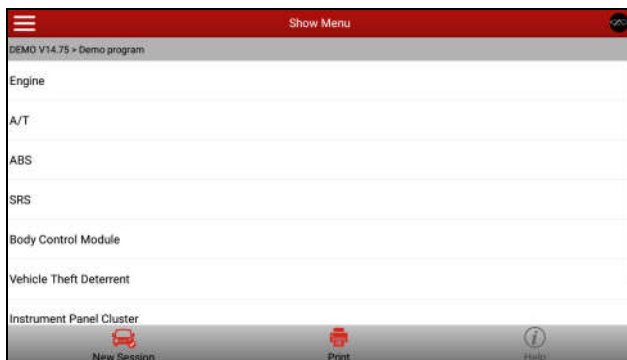 Show Menu
DEMO V14.75 > Demo program
Engine
A/T
ABS
SRS
Body Control Module
Vehicle Theft Deterrent
Instrument Panel Cluster
New Session
Print
Help